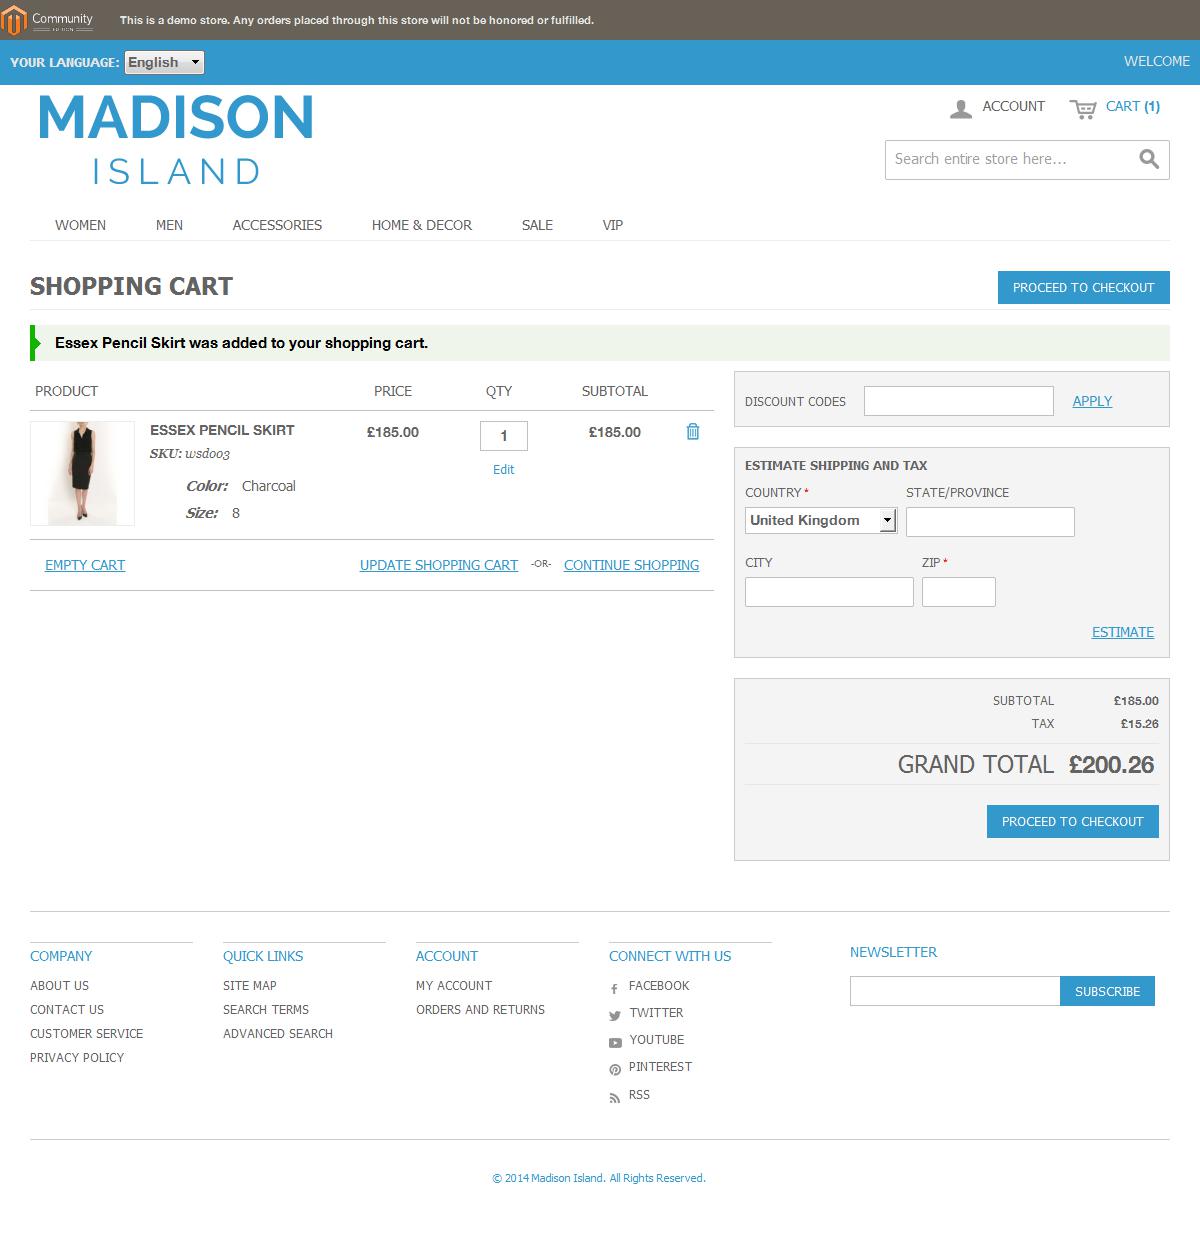 Community
EDITION
This is a demo store. Any orders placed through this store will not be honored or fulfilled.
YOUR LANGUAGE: English
WELCOME
MADISON
ISLAND
ACCOUNT
CART (1)
Search entire store here...
WOMEN
MEN
ACCESSORIES
HOME & DECOR
SALE
VIP
SHOPPING CART
PROCEED TO CHECKOUT
Essex Pencil Skirt was added to your shopping cart.
PRODUCT PRICE QTY SUBTOTAL
ESSEX PENCIL SKIRT £185.00 1 £185.00
SKU: wsd003
Edit
Color: Charcoal
Size: 8
EMPTY CART
UPDATE SHOPPING CART -OR- CONTINUE SHOPPING
DISCOUNT CODES APPLY
ESTIMATE SHIPPING AND TAX
COUNTRY * STATE/PROVINCE
United Kingdom
CITY ZIP *
ESTIMATE
SUBTOTAL £185.00
TAX £15.26
GRAND TOTAL £200.26
PROCEED TO CHECKOUT
COMPANY
ABOUT US
CONTACT US
CUSTOMER SERVICE
PRIVACY POLICY
QUICK LINKS
SITE MAP
SEARCH TERMS
ADVANCED SEARCH
ACCOUNT
MY ACCOUNT
ORDERS AND RETURNS
CONNECT WITH US
FACEBOOK
TWITTER
YOUTUBE
PINTEREST
RSS
NEWSLETTER
SUBSCRIBE
© 2014 Madison Island. All Rights Reserved.